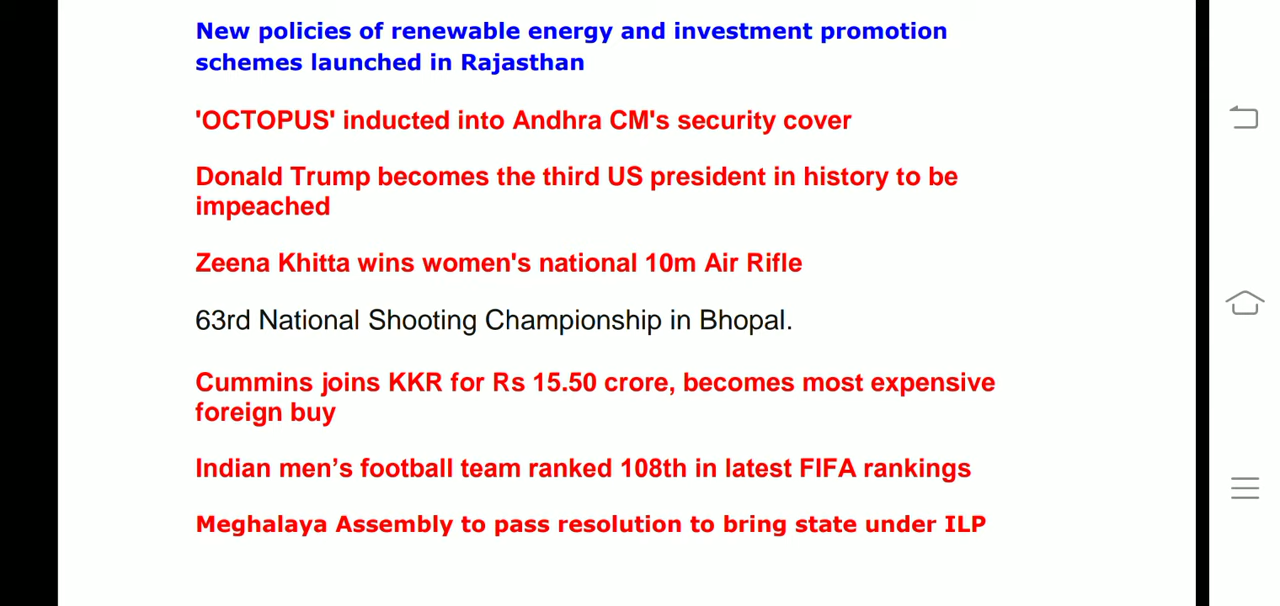 New policies of renewable energy and investment promotion
schemes launched in Rajasthan
'OCTOPUS' inducted into Andhra CM's security cover
Donald Trump becomes the third US president in history to be
impeached
Zeena Khitta wins women's national 10m Air Rifle
63rd National Shooting Championship in Bhopal.
Cummins joins KKR for Rs 15.50 crore, becomes most expensive
foreign buy
Indian men’s football team ranked 108th in latest FIFA rankings
Meghalaya Assembly to pass resolution to bring state under ILP